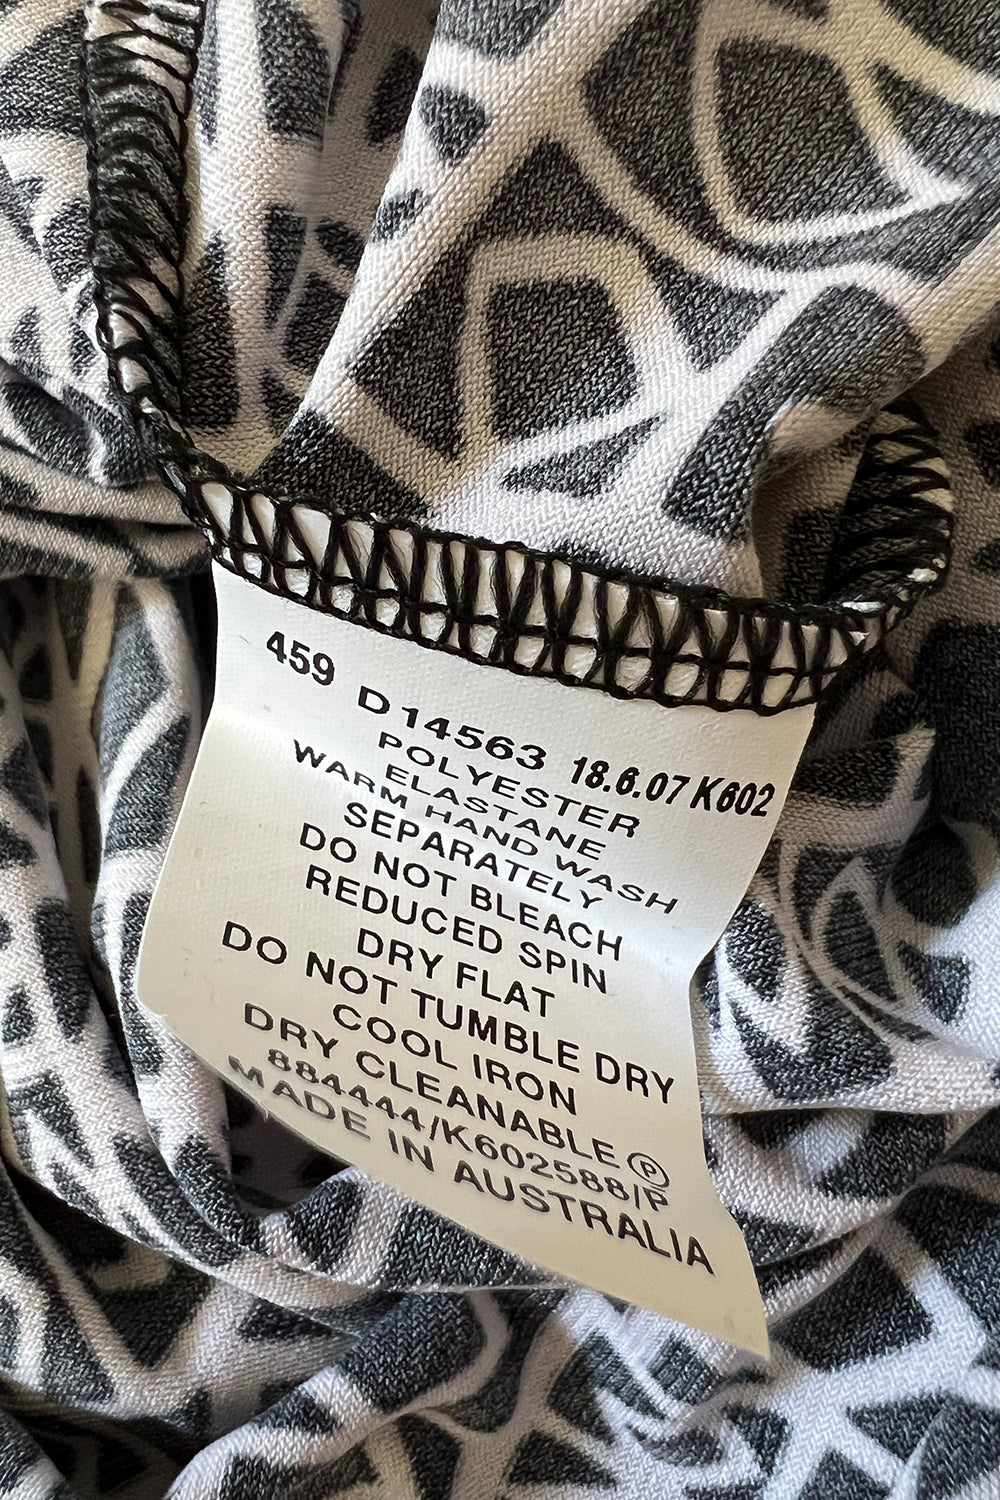 459 D14563 18.6.07 K602
POLYESTER
ELASTANE
WARM HAND WASH
SEPARATELY
DO NOT BLEACH
REDUCED SPIN
DRY FLAT
DO NOT TUMBLE DRY
COOL IRON
DRY CLEANABLE Ⓟ
884444/K602588/P
MADE IN AUSTRALIA